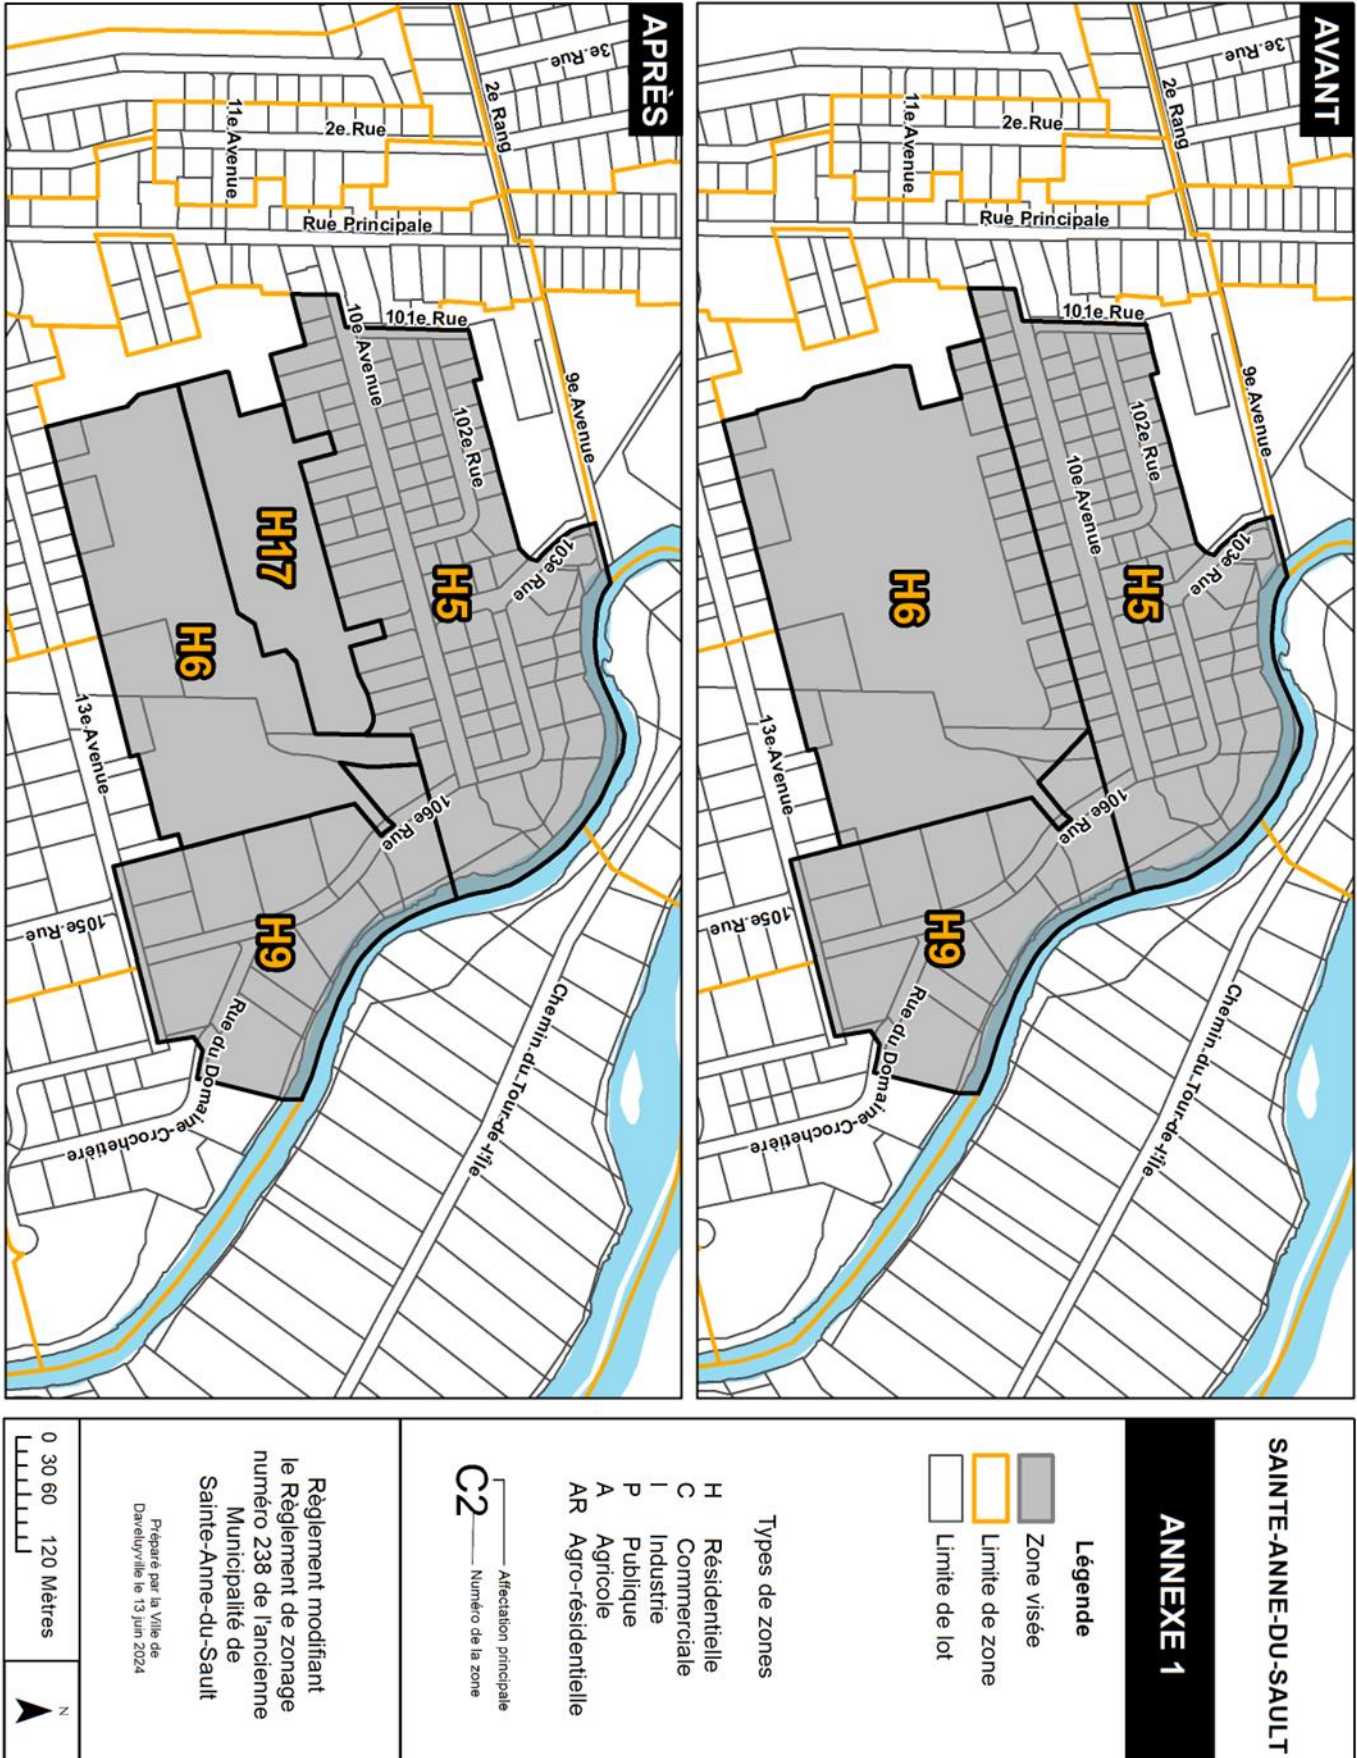 AVANT
3e Rue
2e Rang
11e Avenue
2e Rue
Rue Principale
101e Rue
9e Avenue
102e Rue
10e Avenue
103e Rue
H5
H6
13e Avenue
106e Rue
105e Rue
H9
Rue du Domaine-Crochetière
Chemin-du-Tour-de-l'Île
APRÈS
3e Rue
2e Rang
11e Avenue
2e Rue
Rue Principale
101e Rue
10e Avenue
9e Avenue
102e Rue
103e Rue
H17
H5
H6
13e Avenue
106e Rue
105e Rue
H9
Rue du Domaine-Crochetière
Chemin-du-Tour-de-l'Île
SAINTE-ANNE-DU-SAULT
ANNEXE 1
Légende
Zone visée
Limite de zone
Limite de lot
Types de zones
H Résidentielle
C Commerciale
I Industrie
P Publique
A Agricole
AR Agro-résidentielle
C2
Affectation principale
Numéro de la zone
Règlement modifiant
le Règlement de zonage
numéro 238 de l'ancienne
Municipalité de
Sainte-Anne-du-Sault
Préparé par la Ville de
Daveluyville le 13 juin 2024
0 30 60 120 Mètres
N